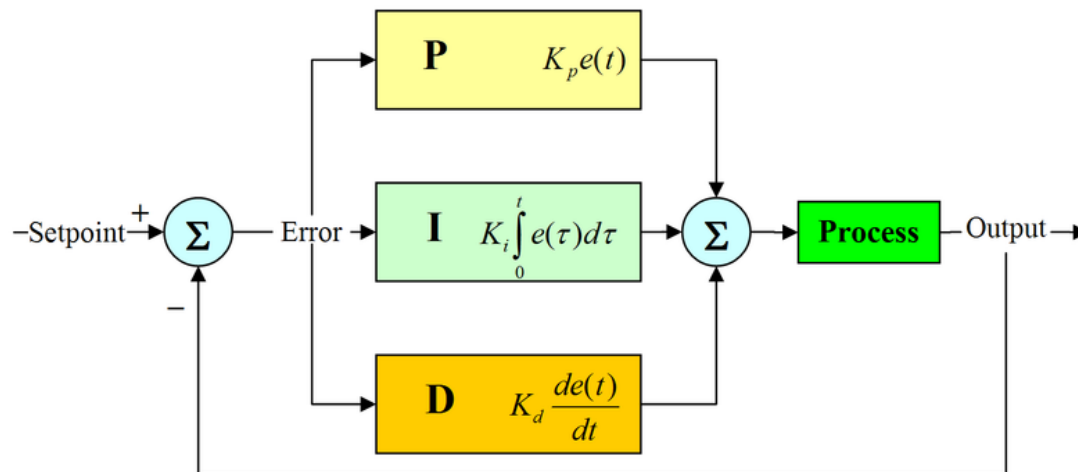 P K_p e(t)
–Setpoint + Σ Error I K_i ∫_0^t e(τ)dτ Σ Process Output
–
D K_d de(t)/dt